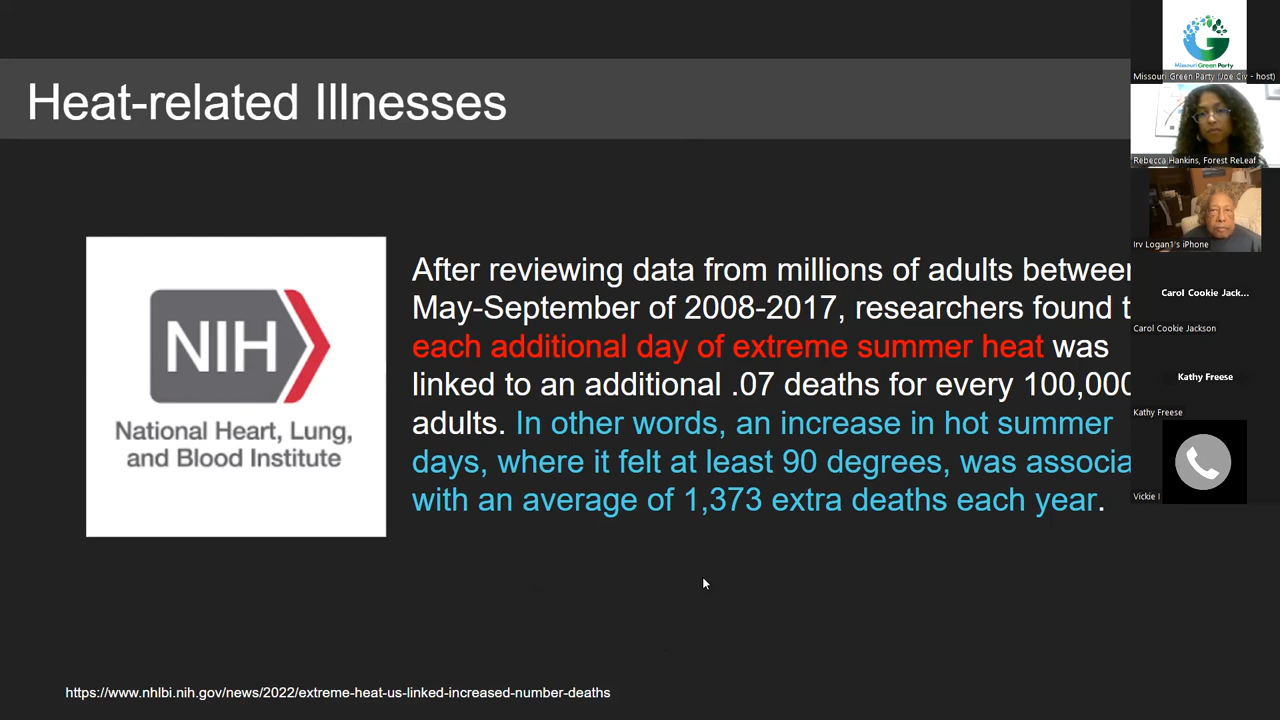 Heat-related Illnesses
NIH
National Heart, Lung,
and Blood Institute
After reviewing data from millions of adults between
May-September of 2008-2017, researchers found t
each additional day of extreme summer heat was
linked to an additional .07 deaths for every 100,000
adults. In other words, an increase in hot summer
days, where it felt at least 90 degrees, was associa
with an average of 1,373 extra deaths each year.
https://www.nhlbi.nih.gov/news/2022/extreme-heat-us-linked-increased-number-deaths
G
Missouri Green Party
Missouri Green Party (Joe Civ - host)
Rebecca Hankins, Forest ReLeaf
Irv Logan1's iPhone
Carol Cookie Jack...
Carol Cookie Jackson
Kathy Freese
Kathy Freese
Vickie I